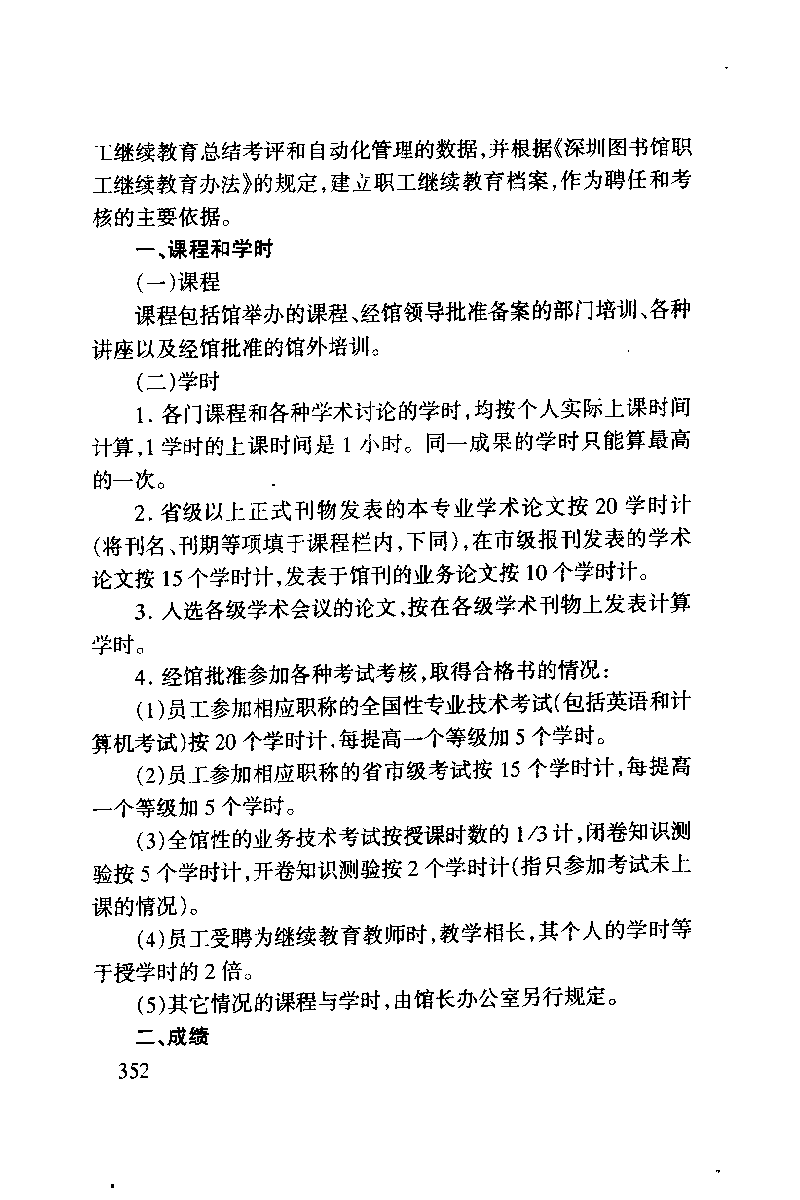 工继续教育总结考评和自动化管理的数据,并根据《深圳图书馆职
工继续教育办法》的规定,建立职工继续教育档案,作为聘任和考
核的主要依据。
一、课程和学时
(一)课程
课程包括馆举办的课程、经馆领导批准备案的部门培训、各种
讲座以及经馆批准的馆外培训。
(二)学时
1. 各门课程和各种学术讨论的学时,均按个人实际上课时间
计算,1 学时的上课时间是 1 小时。同一成果的学时只能算最高
的一次。
2. 省级以上正式刊物发表的本专业学术论文按 20 学时计
(将刊名、刊期等项填于课程栏内,下同),在市级报刊发表的学术
论文按 15 个学时计,发表于馆刊的业务论文按 10 个学时计。
3. 人选各级学术会议的论文,按在各级学术刊物上发表计算
学时。
4. 经馆批准参加各种考试考核,取得合格书的情况:
(1)员工参加相应职称的全国性专业技术考试(包括英语和计
算机考试)按 20 个学时计,每提高一个等级加 5 个学时。
(2)员工参加相应职称的省市级考试按 15 个学时计,每提高
一个等级加 5 个学时。
(3)全馆性的业务技术考试按授课时数的 1/3 计,闭卷知识测
验按 5 个学时计,开卷知识测验按 2 个学时计(指只参加考试未上
课的情况)。
(4)员工受聘为继续教育教师时,教学相长,其个人的学时等
于授学时的 2 倍。
(5)其它情况的课程与学时,由馆长办公室另行规定。
二、成绩
352